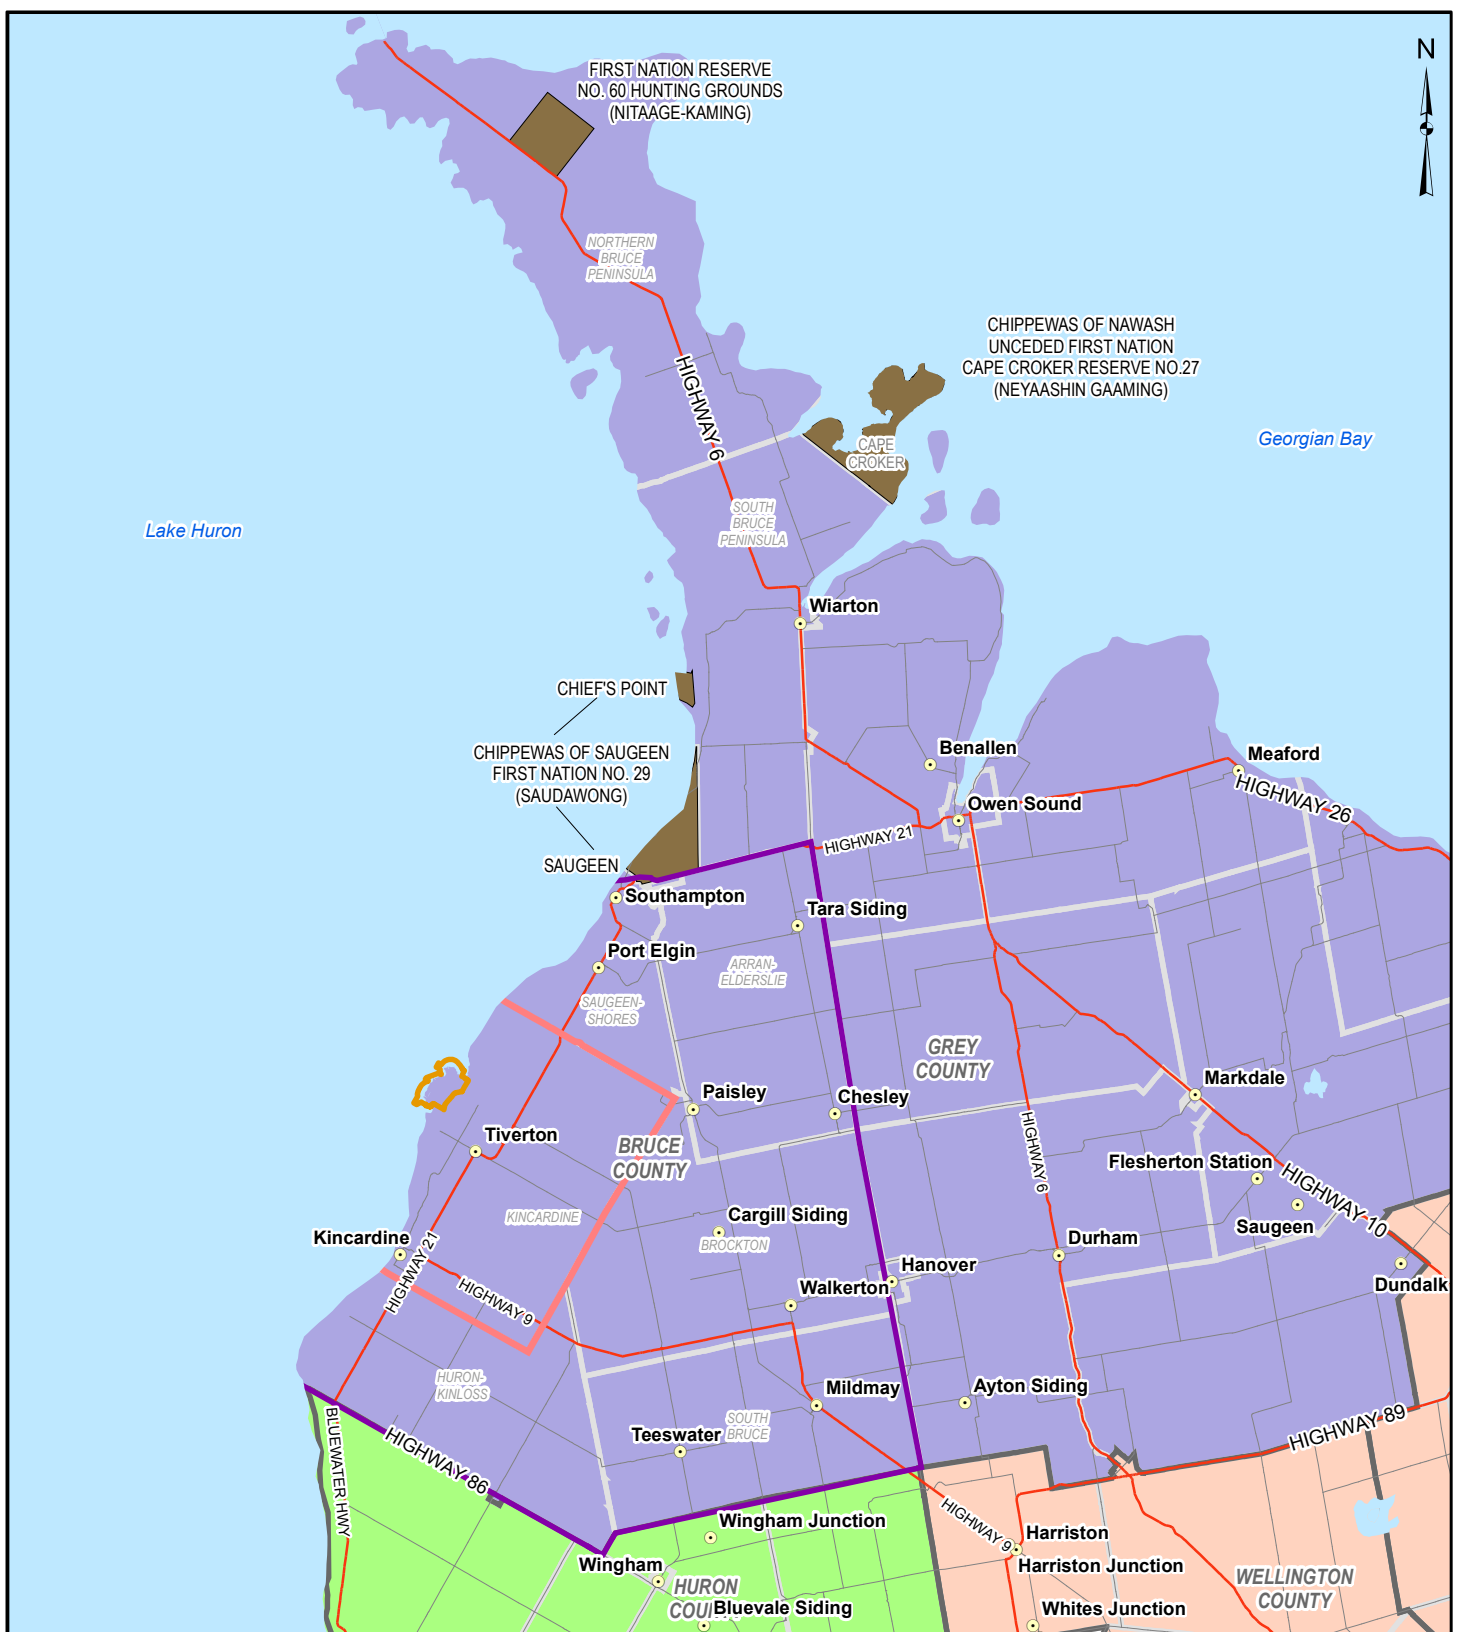 N
FIRST NATION RESERVE
NO. 60 HUNTING GROUNDS
(NITAAGE-KAMING)
NORTHERN
BRUCE
PENINSULA
CHIPPEWAS OF NAWASH
UNCEDED FIRST NATION
CAPE CROKER RESERVE NO.27
(NEYAASHIN GAAMING)
HIGHWAY 6
Georgian Bay
CAPE
CROKER
Lake Huron
SOUTH
BRUCE
PENINSULA
Wiarton
CHIEF'S POINT
CHIPPEWAS OF SAUGEEN
FIRST NATION NO. 29
(SAUDAWONG)
SAUGEEN
Benallen
Meaford
HIGHWAY 26
Owen Sound
HIGHWAY 21
Southampton
Tara Siding
Port Elgin
ARRAN-
ELDERSLIE
SAUGEEN-
SHORES
GREY
COUNTY
Markdale
Paisley
Chesley
Tiverton
BRUCE
COUNTY
HIGHWAY 6
Flesherton Station
HIGHWAY 10
Saugeen
KINCARDINE
Cargill Siding
BROCKTON
Kincardine
HIGHWAY 21
Durham
Hanover
Dundalk
HIGHWAY 9
Walkerton
HURON-
KINLOSS
Mildmay
Ayton Siding
SOUTH
BRUCE
Teeswater
HIGHWAY 89
BLUEWATER HWY
HIGHWAY 86
HIGHWAY 9
Wingham Junction
Harriston
Wingham
Harriston Junction
HURON
WELLINGTON
COUNTY
Bluevale Siding
Whites Junction